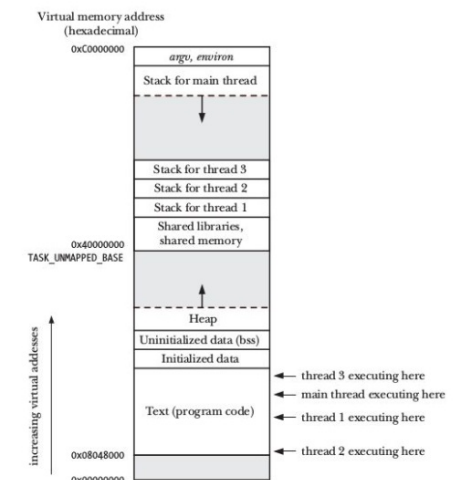 Virtual memory address
(hexadecimal)
0xC0000000
argv, environ
Stack for main thread
Stack for thread 3
Stack for thread 2
Stack for thread 1
Shared libraries,
shared memory
0x40000000
TASK_UNMAPPED_BASE
Heap
Uninitialized data (bss)
Initialized data
increasing virtual addesses
Text (program code)
thread 3 executing here
main thread executing here
thread 1 executing here
thread 2 executing here
0x08048000
0x00000000